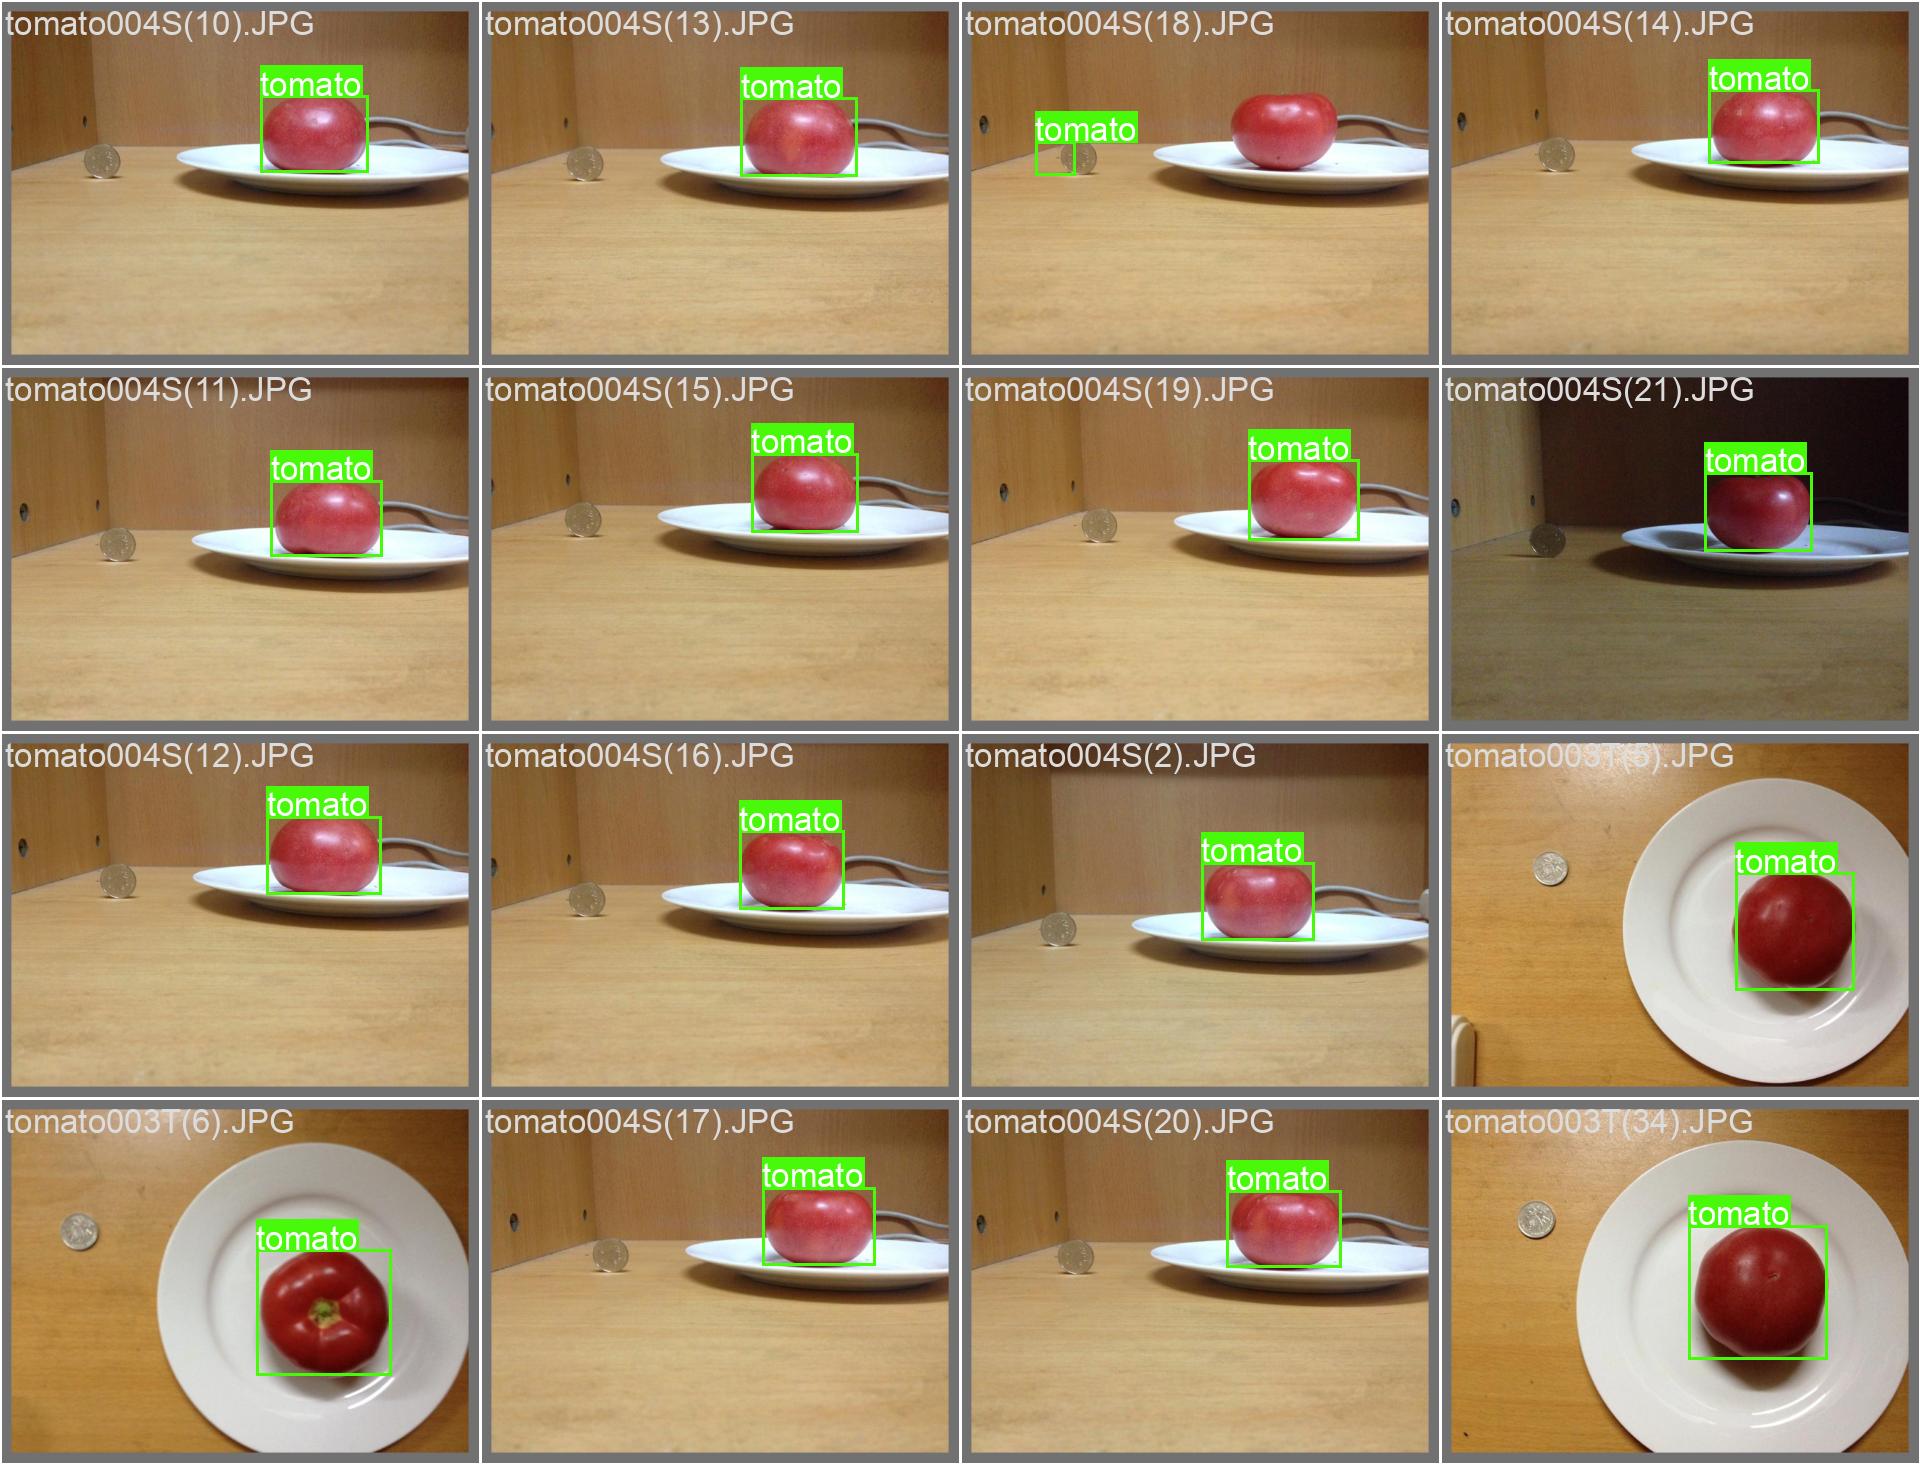 tomato004S(10).JPG
tomato
tomato004S(13).JPG
tomato
tomato004S(18).JPG
tomato
tomato004S(14).JPG
tomato
tomato004S(11).JPG
tomato
tomato004S(15).JPG
tomato
tomato004S(19).JPG
tomato
tomato004S(21).JPG
tomato
tomato004S(12).JPG
tomato
tomato004S(16).JPG
tomato
tomato004S(2).JPG
tomato
tomato003T(5).JPG
tomato
tomato003T(6).JPG
tomato
tomato004S(17).JPG
tomato
tomato004S(20).JPG
tomato
tomato003T(34).JPG
tomato